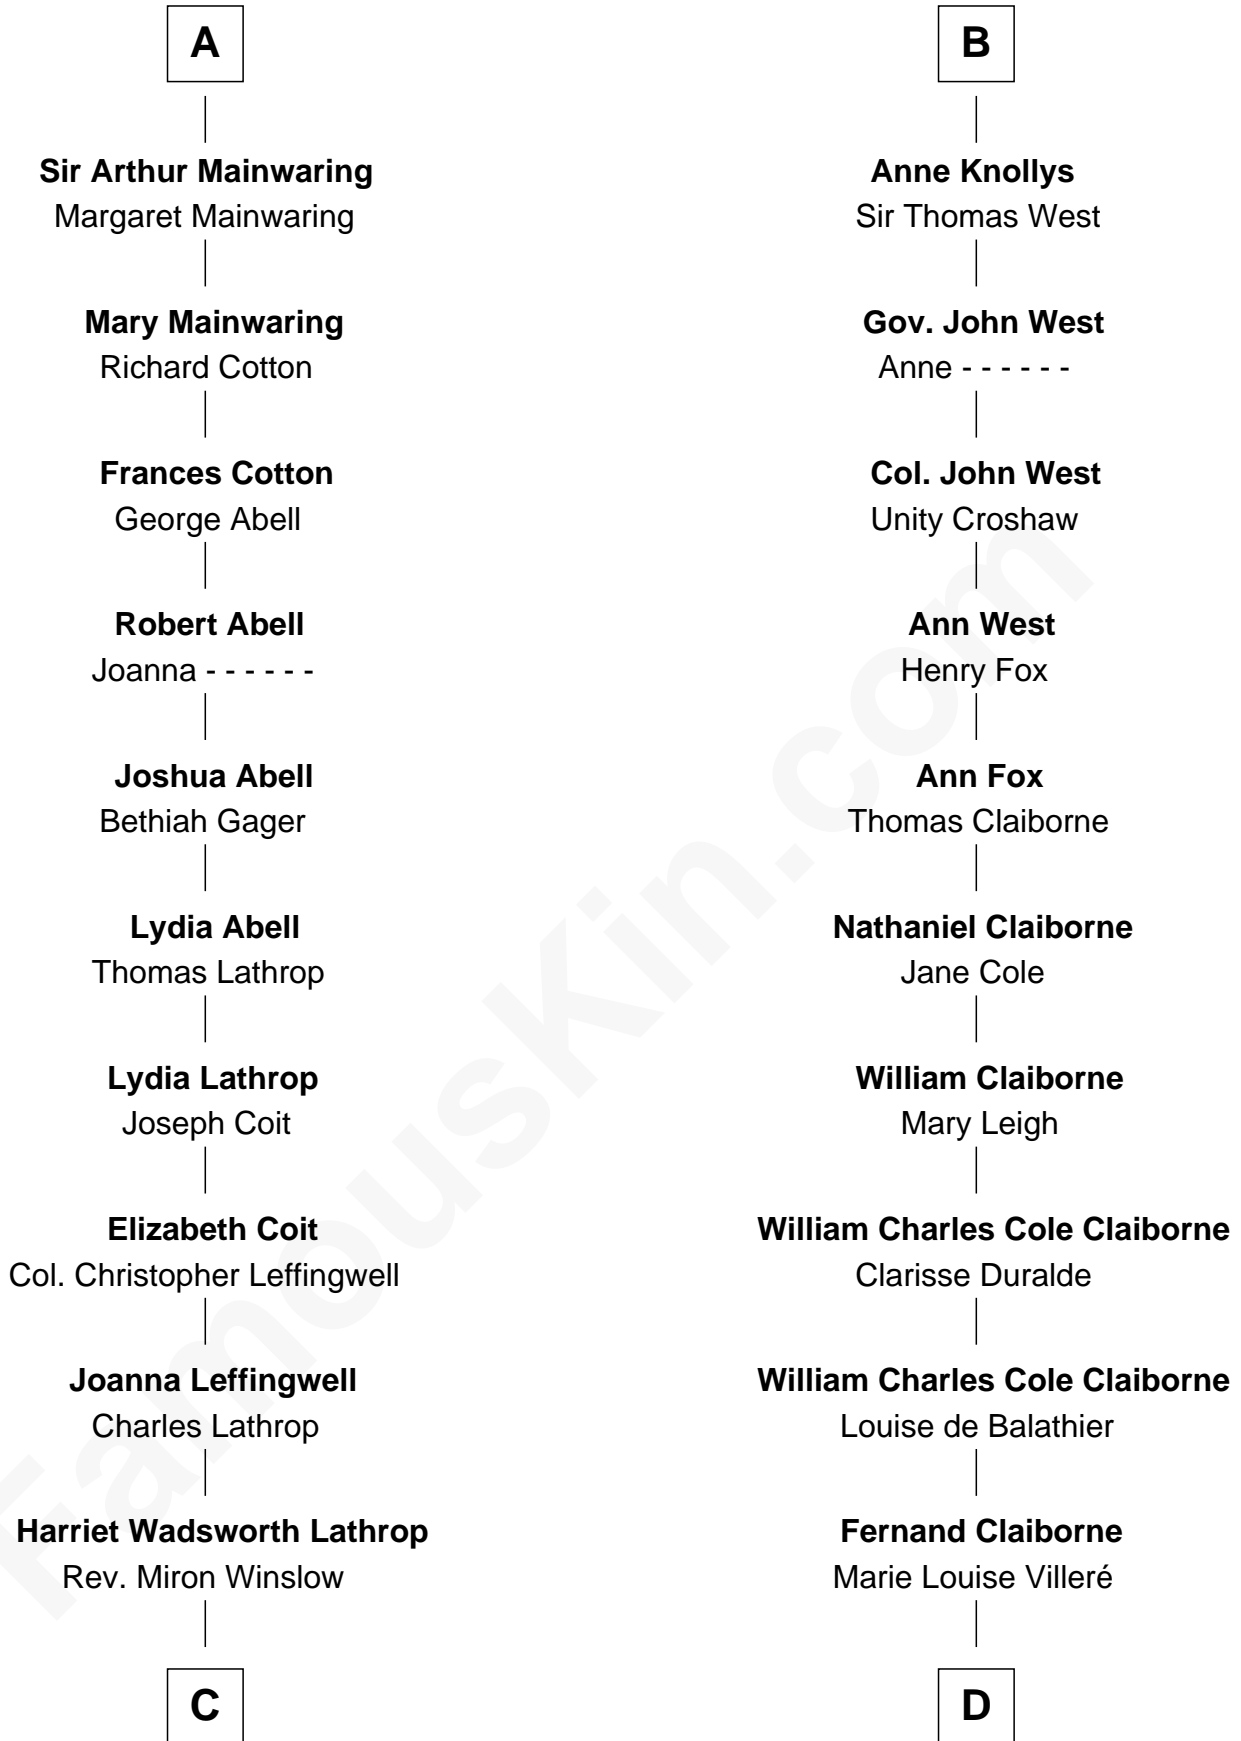 A
Sir Arthur Mainwaring
Margaret Mainwaring
Mary Mainwaring
Richard Cotton
Frances Cotton
George Abell
Robert Abell
Joanna - - - - - -
Joshua Abell
Bethiah Gager
Lydia Abell
Thomas Lathrop
Lydia Lathrop
Joseph Coit
Elizabeth Coit
Col. Christopher Leffingwell
Joanna Leffingwell
Charles Lathrop
Harriet Wadsworth Lathrop
Rev. Miron Winslow
C
B
Anne Knollys
Sir Thomas West
Gov. John West
Anne - - - - - -
Col. John West
Unity Croshaw
Ann West
Henry Fox
Ann Fox
Thomas Claiborne
Nathaniel Claiborne
Jane Cole
William Claiborne
Mary Leigh
William Charles Cole Claiborne
Clarisse Duralde
William Charles Cole Claiborne
Louise de Balathier
Fernand Claiborne
Marie Louise Villeré
D
FamousKin.com